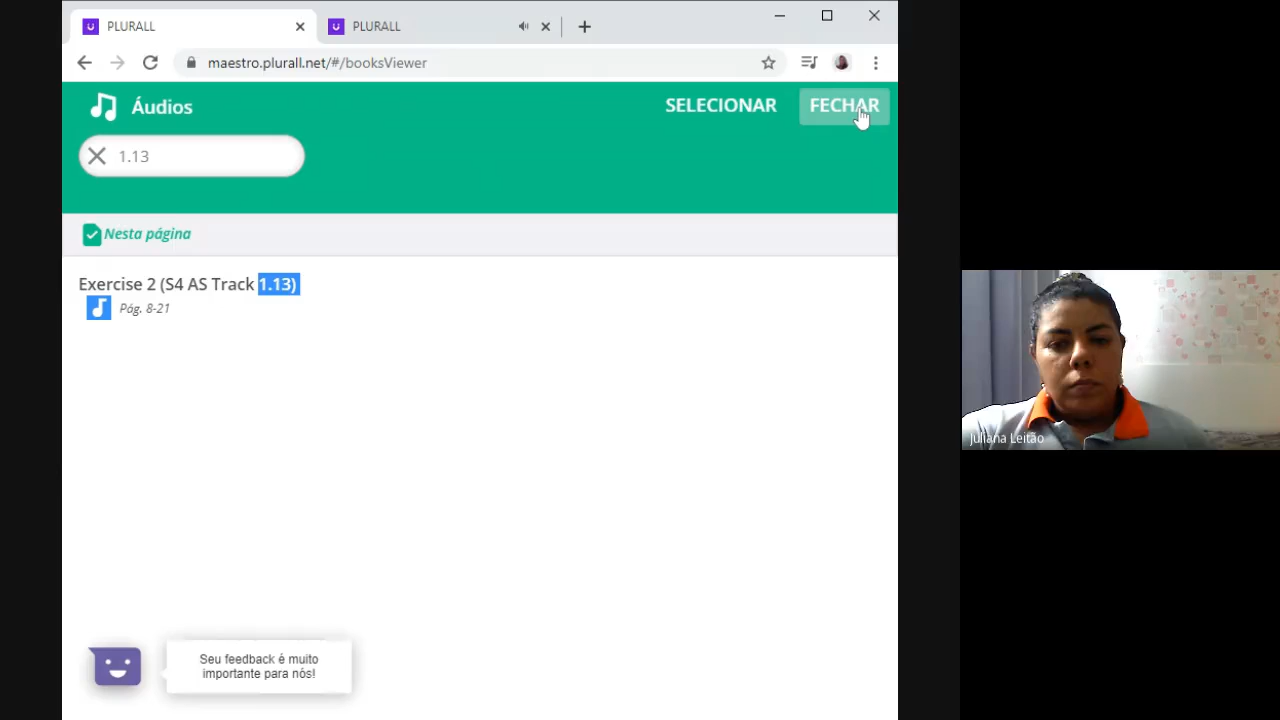 PLURALL
PLURALL
maestro.plurall.net/#/booksViewer
Áudios
SELECIONAR
FECHAR
1.13
Nesta página
Exercise 2 (S4 AS Track 1.13)
Pág. 8-21
Seu feedback é muito
importante para nós!
Juliana Leitão